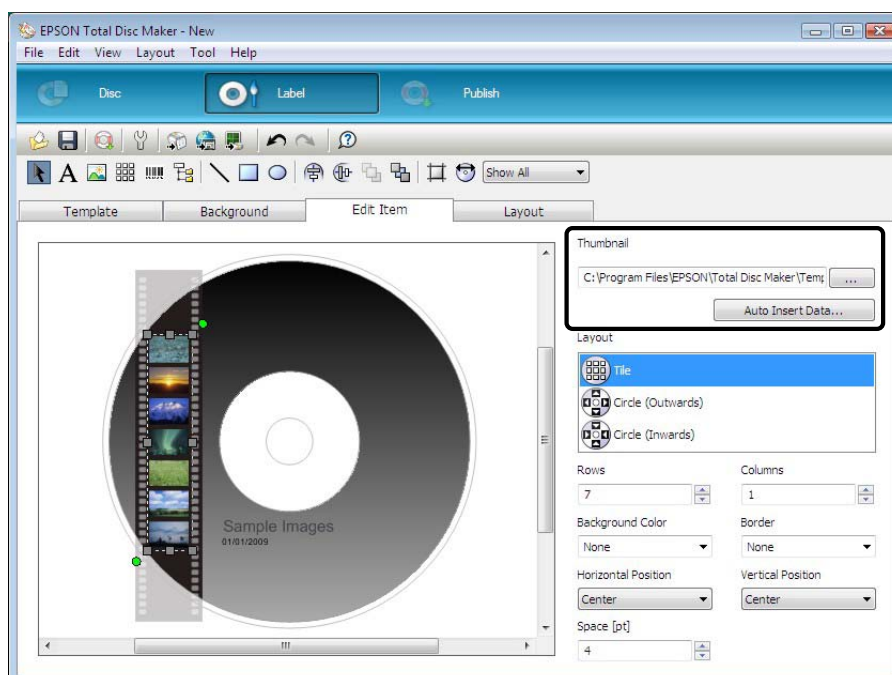 EPSON Total Disc Maker - New
File Edit View Layout Tool Help
Disc Label Publish
A Show All
Template Background Edit Item Layout
Thumbnail
C:\Program Files\EPSON\Total Disc Maker\Temp ...
Auto Insert Data...
Layout
Tile
Circle (Outwards)
Circle (Inwards)
Rows Columns
7 1
Background Color Border
None None
Horizontal Position Vertical Position
Center Center
Space [pt]
4
Sample Images
01/01/2009